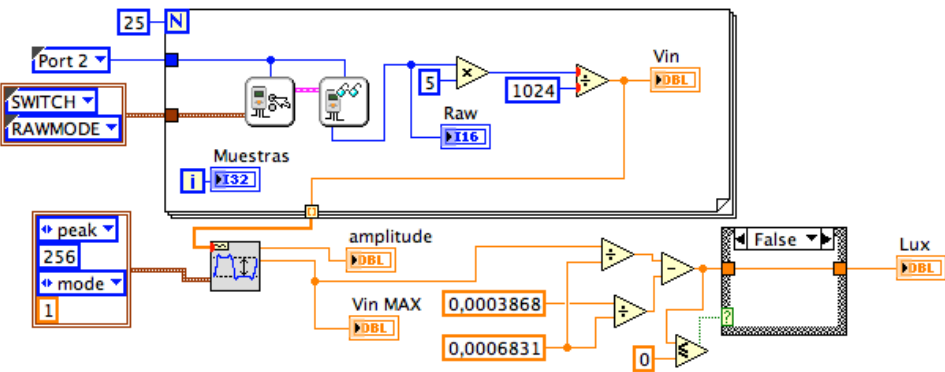 25
N
Port 2
SWITCH
RAWMODE
5
1024
Vin
DBL
Raw
I16
Muestras
i
I32
peak
256
mode
1
amplitude
DBL
Vin MAX
DBL
0,0003868
0,0006831
0
False
?
Lux
DBL